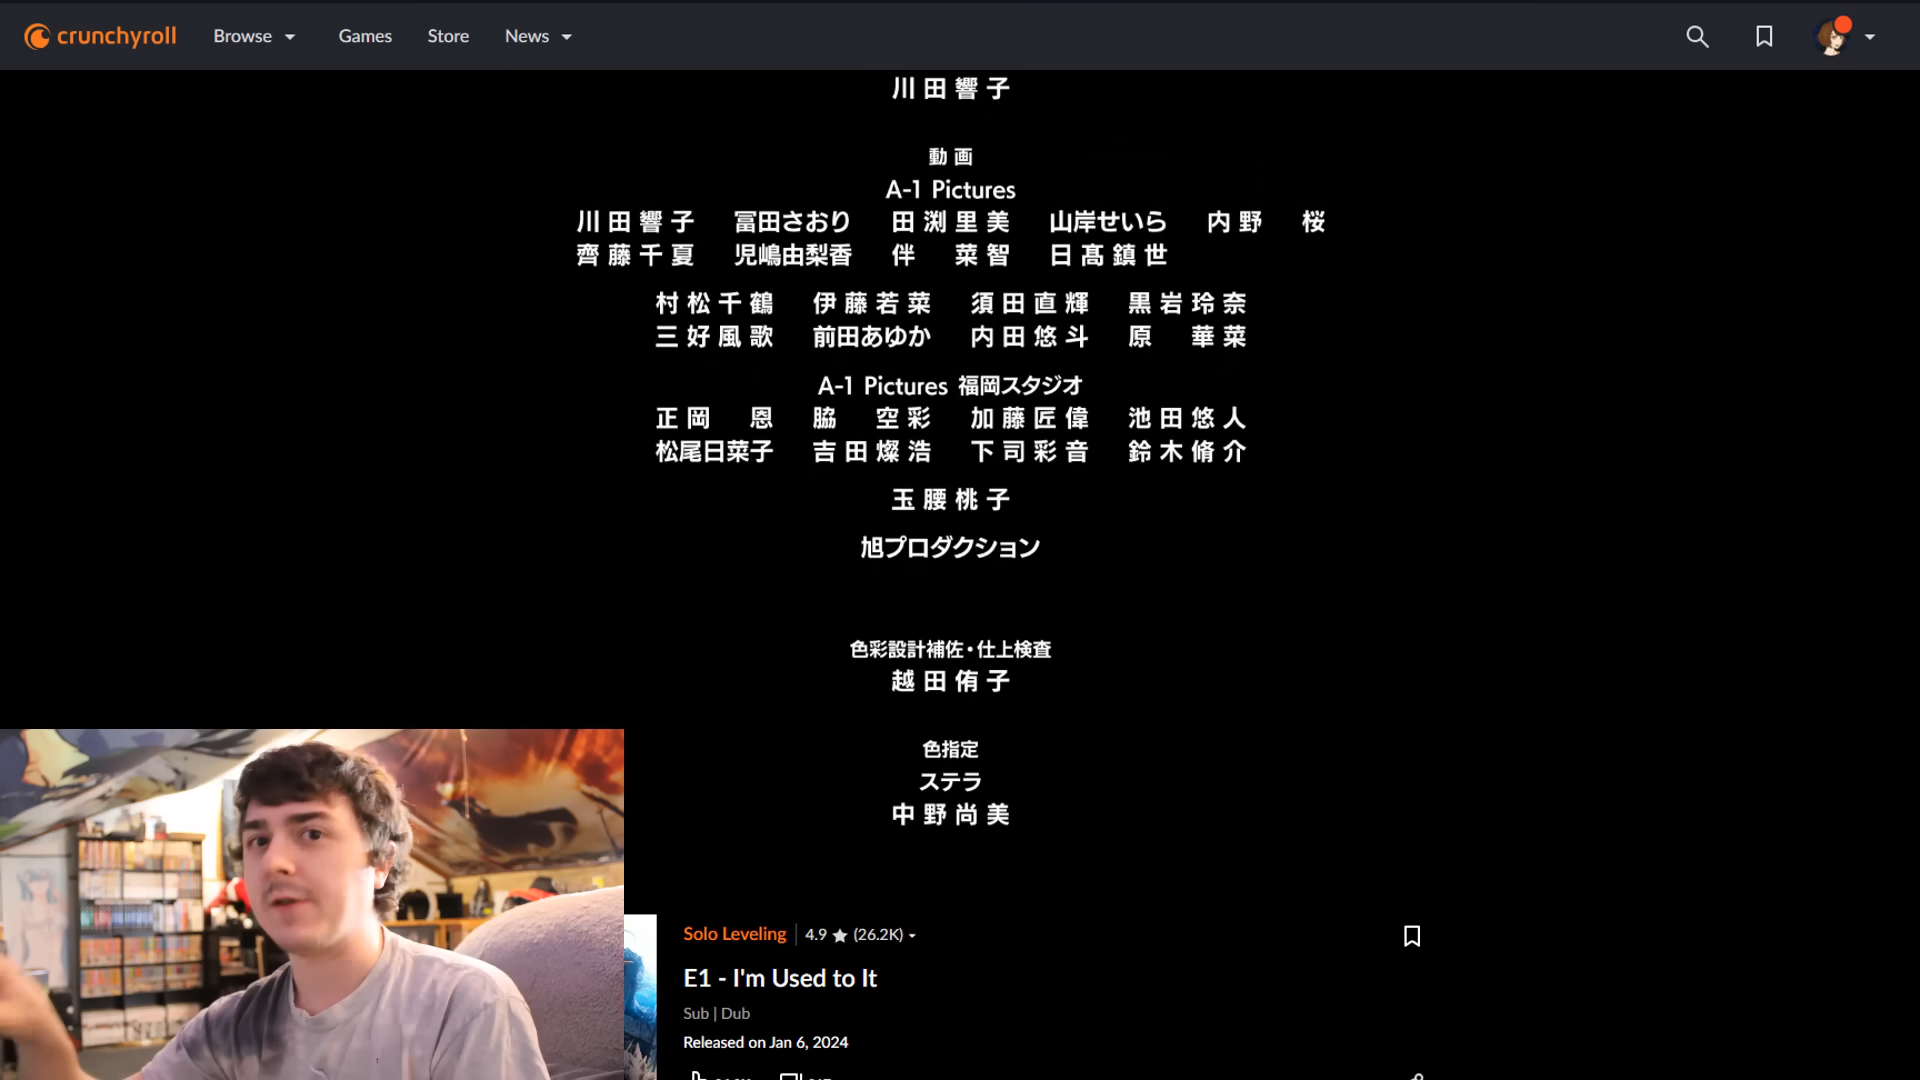 crunchyroll Browse Games Store News
川田響子
動画
A-1 Pictures
川田響子 冨田さおり 田渕里美 山岸せいら 内野 桜
齊藤千夏 児嶋由梨香 伴 菜智 日髙鎮世
村松千鶴 伊藤若菜 須田直輝 黒岩玲奈
三好風歌 前田あゆか 内田悠斗 原 華菜
A-1 Pictures 福岡スタジオ
正岡 恩 脇 空彩 加藤匠偉 池田悠人
松尾日菜子 吉田燦浩 下司彩音 鈴木脩介
玉腰桃子
旭プロダクション
色彩設計補佐・仕上検査
越田侑子
色指定
ステラ
中野尚美
Solo Leveling 4.9 ★ (26.2K)
E1 - I'm Used to It
Sub | Dub
Released on Jan 6, 2024